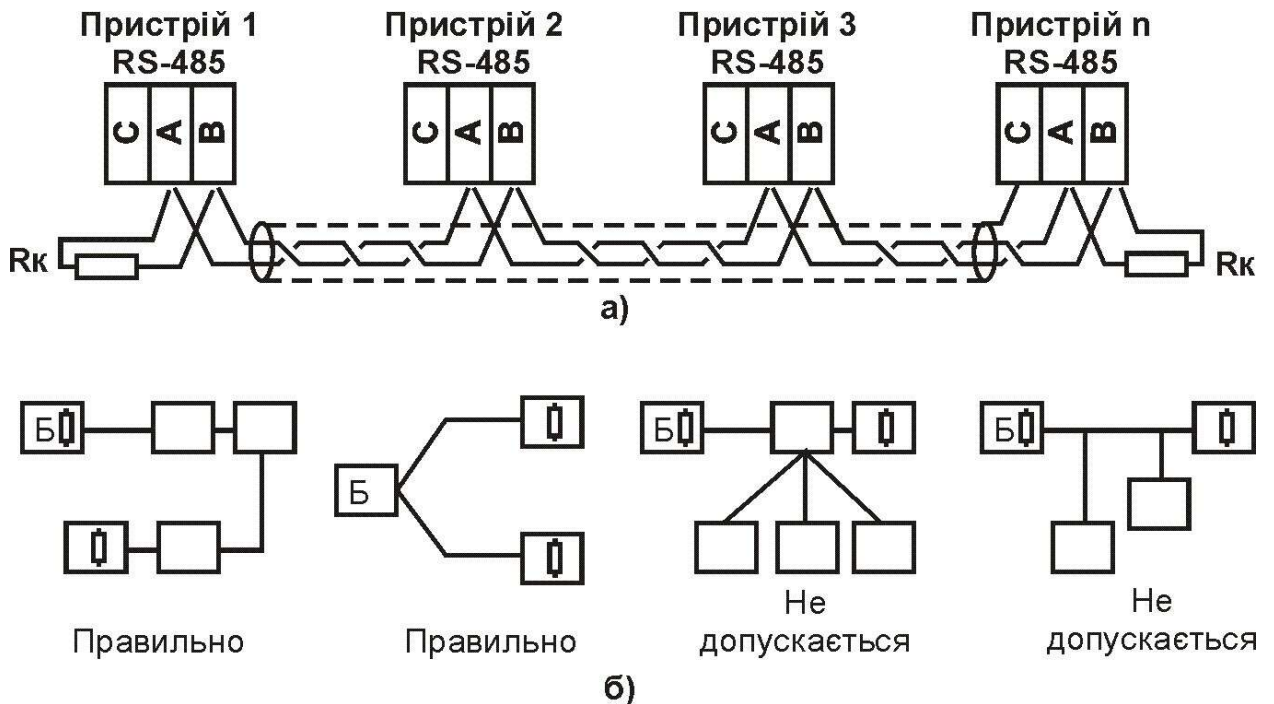 Пристрій 1 Пристрій 2 Пристрій 3 Пристрій n
RS-485 RS-485 RS-485 RS-485
C A B C A B C A B C A B
Rк Rк
а)
Б Б Б Б
Правильно Правильно Не допускається Не допускається
б)